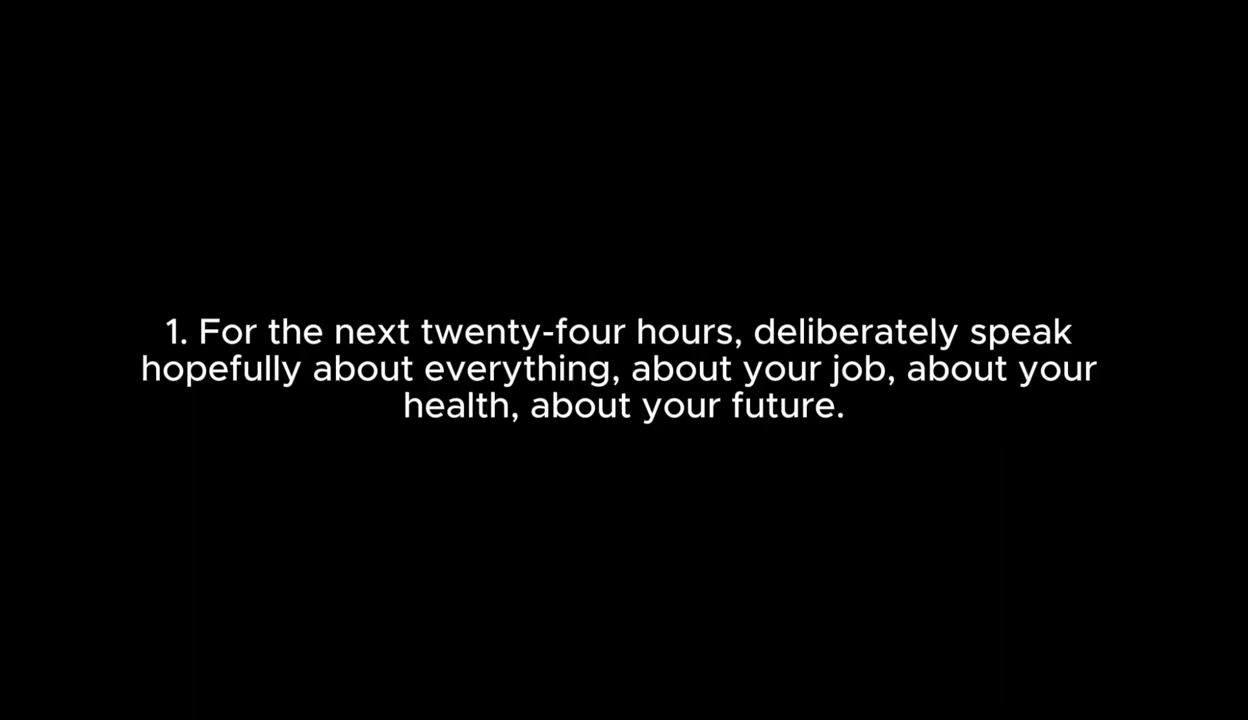 1. For the next twenty-four hours, deliberately speak
hopefully about everything, about your job, about your
health, about your future.